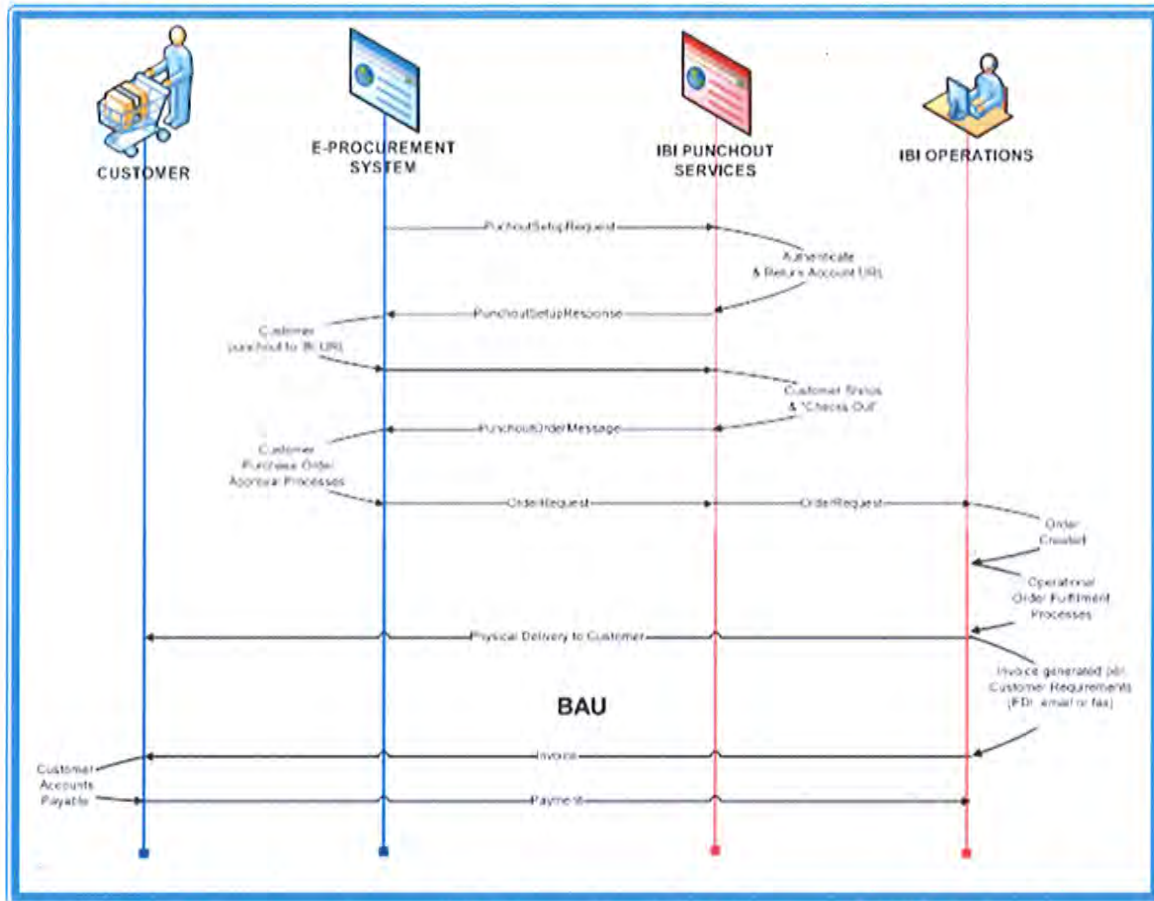 CUSTOMER
E-PROCUREMENT
SYSTEM
IBI PUNCHOUT
SERVICES
IBI OPERATIONS
PuchoutSetupRequest
Authenticate
& Return Account URL
PunchoutSetupResponse
Customer
punchout to IBI URL
Customer Shops
& "Checks Out"
PunchoutOrderMessage
Customer
Purchase Order
Approval Processes
OrderRequest
OrderRequest
Order
Created
Operational
Order Fulfilment
Processes
Physical Delivery to Customer
Invoice generated per
Customer Requirements
(EDI, email or fax)
BAU
Invoice
Customer
Accounts
Payable
Payment